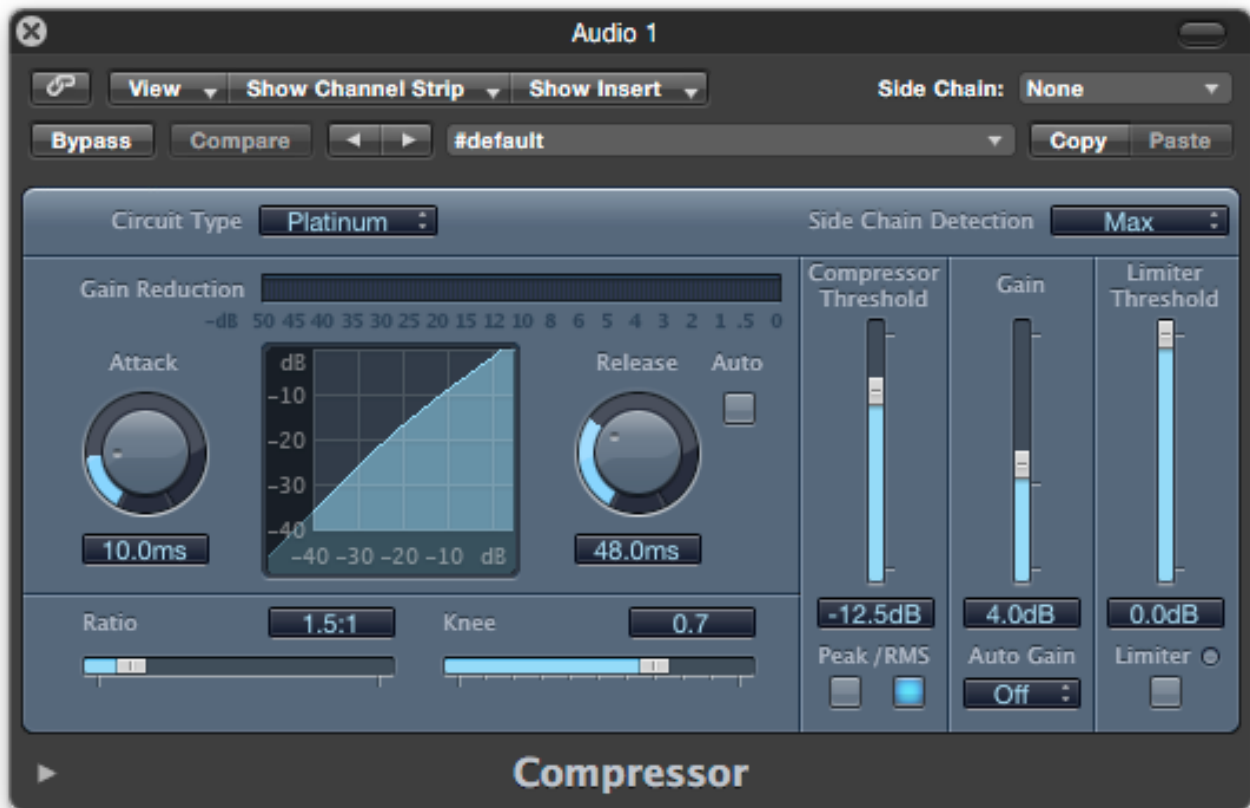 Audio 1
View Show Channel Strip Show Insert Side Chain: None
Bypass Compare #default Copy Paste
Circuit Type Platinum Side Chain Detection Max
Gain Reduction
-dB 50 45 40 35 30 25 20 15 12 10 8 6 5 4 3 2 1 .5 0
Compressor Threshold
Gain
Limiter Threshold
Attack
dB
-10
-20
-30
-40
-40 -30 -20 -10 dB
Release Auto
10.0ms
48.0ms
Ratio 1.5:1 Knee 0.7
-12.5dB 4.0dB 0.0dB
Peak /RMS Auto Gain Limiter
Off
Compressor